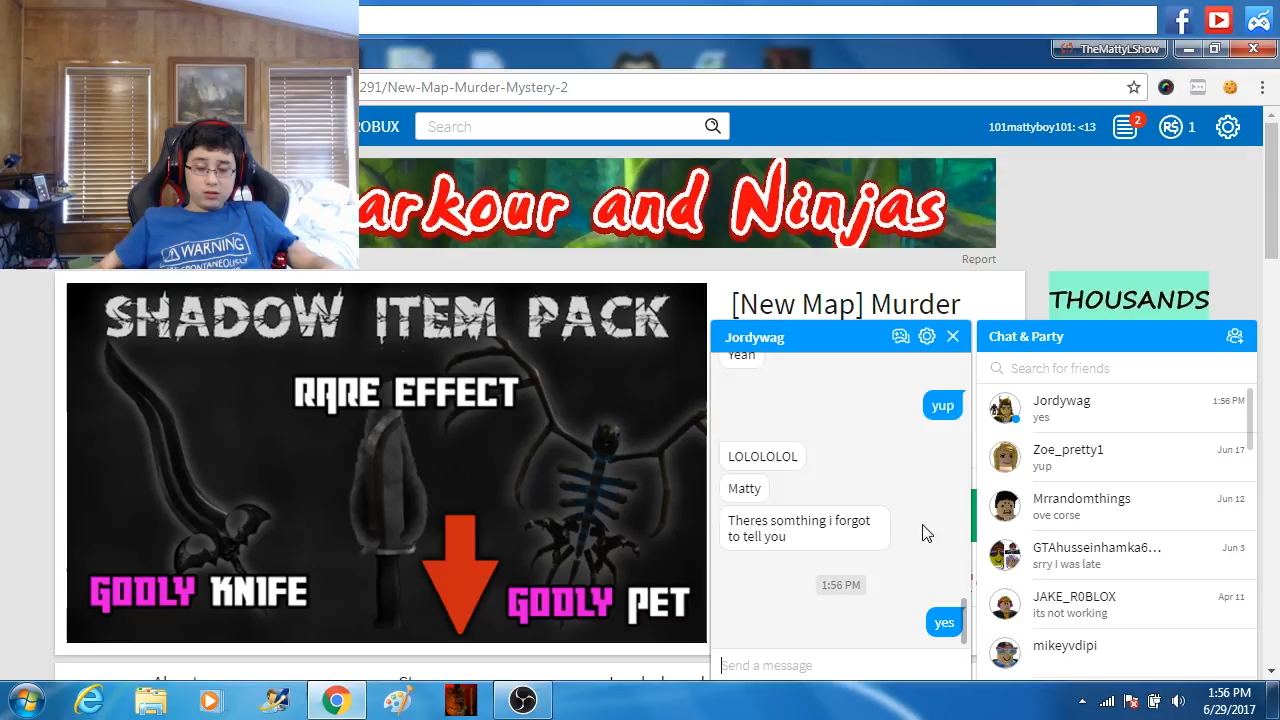 TheMattyLShow
291/New-Map-Murder-Mystery-2
ROBUX
Search
101mattyboy101: <13
2
R$ 1
WARNING
SPONTANEOUSLY
arkour and Ninjas
Report
SHADOW ITEM PACK
RARE EFFECT
GODLY KNIFE
GODLY PET
[New Map] Murder
THOUSANDS
Jordywag
Yeah
yup
LOLOLOLOL
Matty
Theres somthing i forgot
to tell you
1:56 PM
yes
Send a message
Chat & Party
Search for friends
Jordywag
1:56 PM
yes
Zoe_pretty1
Jun 17
yup
Mrrandomthings
Jun 12
ove corse
GTAhusseinhamka6...
Jun 3
srry I was late
JAKE_R0BLOX
Apr 11
its not working
mikeyvdipi
1:56 PM
6/29/2017